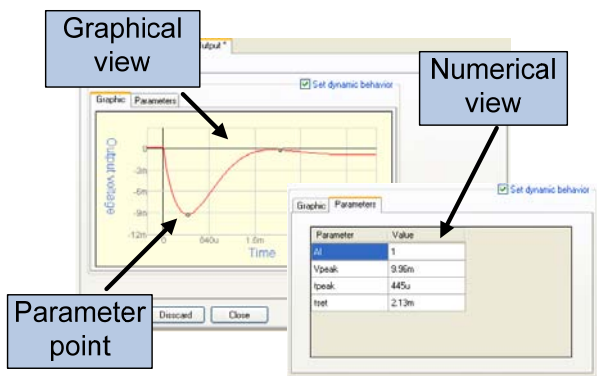 Graphical
view
Output *
Set dynamic behavior
Graphic Parameters
Output voltage
0
-3m
-6m
-9m
-12m
0 840u 1.6m
Time
Numerical
view
Set dynamic behavior
Graphic Parameters
Parameter Value
1
Vpeak 9.96m
tpeak 445u
tset 2.13m
Parameter
point
Discard Close